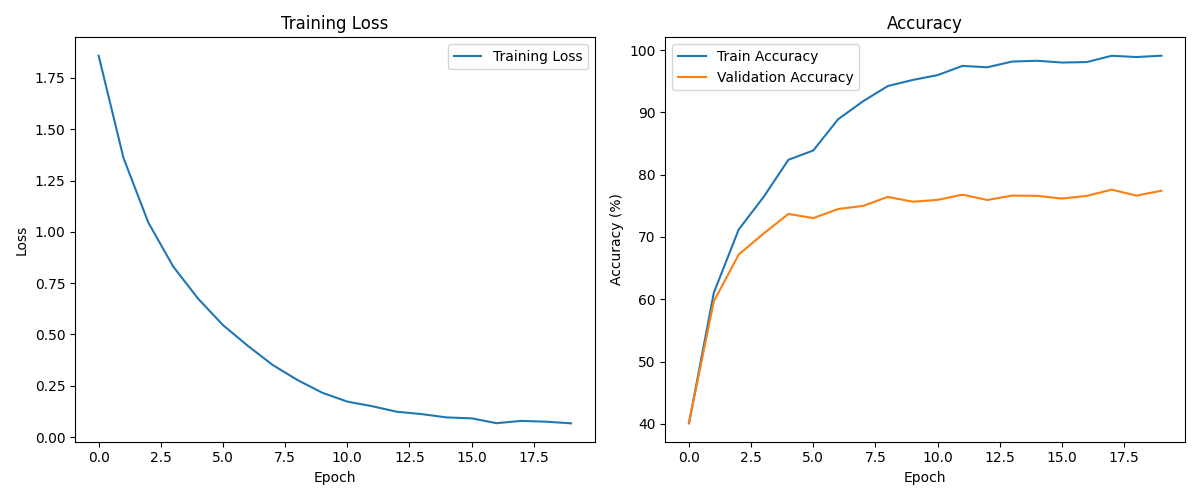 Training Loss
Training Loss
1.75
1.50
1.25
1.00
0.75
0.50
0.25
0.00
Loss
0.0 2.5 5.0 7.5 10.0 12.5 15.0 17.5
Epoch
Accuracy
Train Accuracy
Validation Accuracy
100
90
80
70
60
50
40
Accuracy (%)
0.0 2.5 5.0 7.5 10.0 12.5 15.0 17.5
Epoch